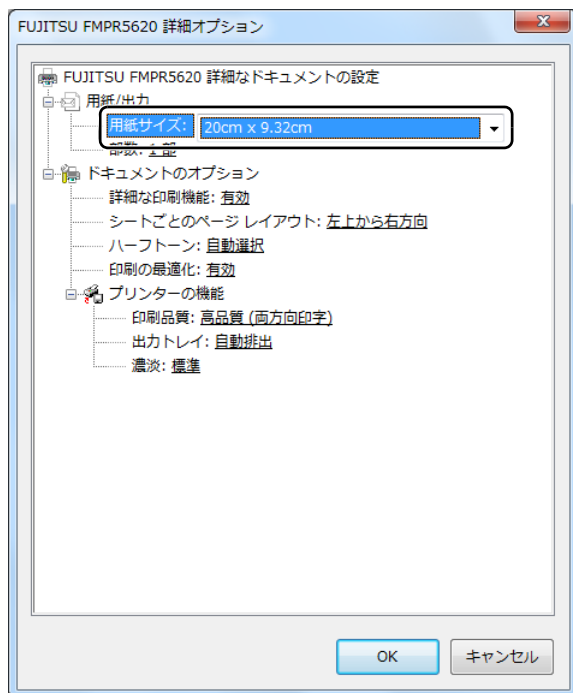 FUJITSU FMPR5620 詳細オプション
FUJITSU FMPR5620 詳細なドキュメントの設定
用紙/出力
用紙サイズ: 20cm x 9.32cm
部数: 1 部
ドキュメントのオプション
詳細な印刷機能: 有効
シートごとのページ レイアウト: 左上から右方向
ハーフトーン: 自動選択
印刷の最適化: 有効
プリンターの機能
印刷品質: 高品質 (両方向印字)
出力トレイ: 自動排出
濃淡: 標準
OK キャンセル